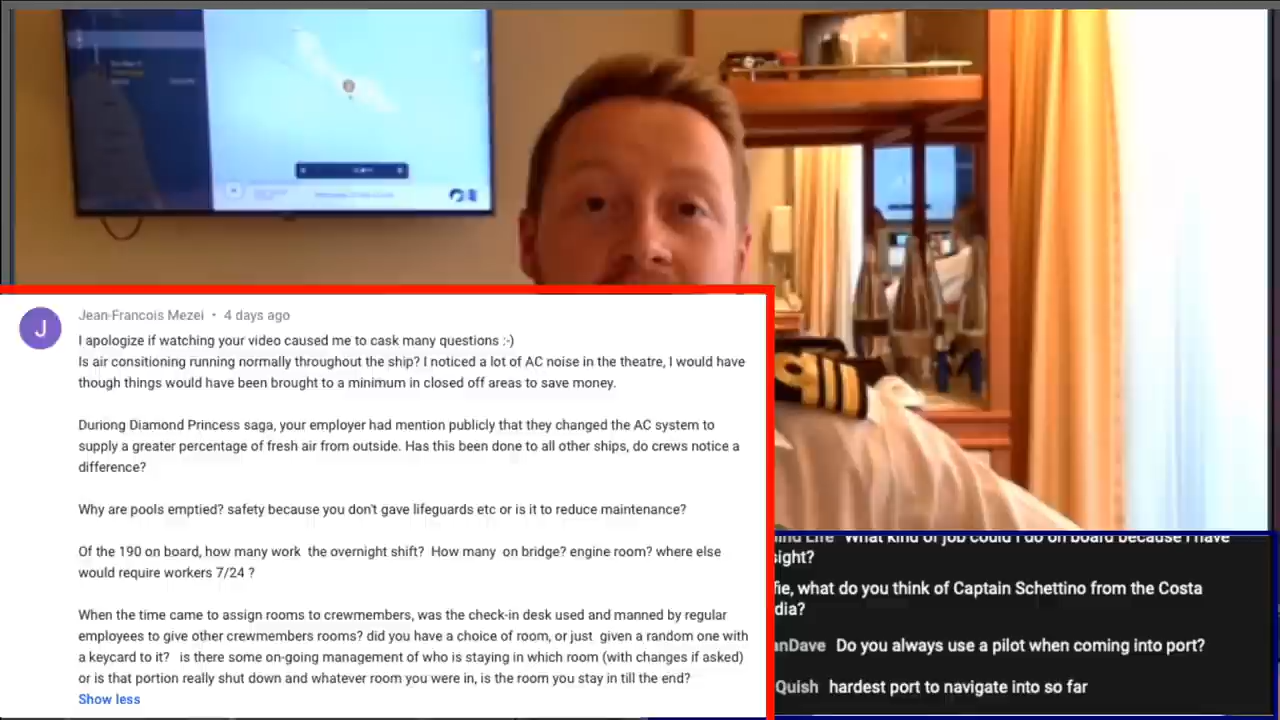 Jean-Francois Mezei • 4 days ago
J
I apologize if watching your video caused me to cask many questions :-)
Is air consitioning running normally throughout the ship? I noticed a lot of AC noise in the theatre, I would have
though things would have been brought to a minimum in closed off areas to save money.
Duriong Diamond Princess saga, your employer had mention publicly that they changed the AC system to
supply a greater percentage of fresh air from outside. Has this been done to all other ships, do crews notice a
difference?
Why are pools emptied? safety because you don't gave lifeguards etc or is it to reduce maintenance?
Of the 190 on board, how many work the overnight shift? How many on bridge? engine room? where else
would require workers 7/24 ?
When the time came to assign rooms to crewmembers, was the check-in desk used and manned by regular
employees to give other crewmembers rooms? did you have a choice of room, or just given a random one with
a keycard to it? is there some on-going management of who is staying in which room (with changes if asked)
or is that portion really shut down and whatever room you were in, is the room you stay in till the end?
Show less
Life What kind of job could I do on board because I have
sight?
fie, what do you think of Captain Schettino from the Costa
dia?
nDave Do you always use a pilot when coming into port?
Quish hardest port to navigate into so far